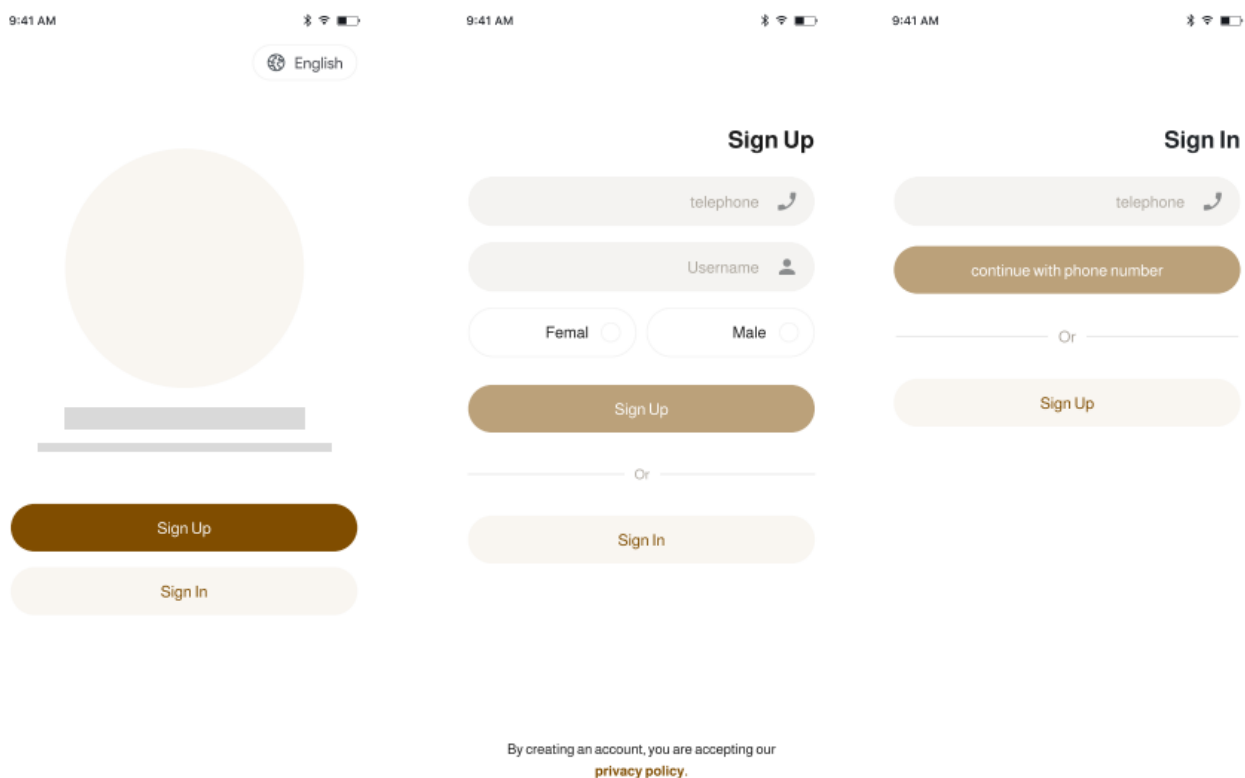 9:41 AM
English
Sign Up
Sign In
9:41 AM
Sign Up
telephone
Username
Femal
Male
Sign Up
Or
Sign In
By creating an account, you are accepting our
privacy policy.
9:41 AM
Sign In
telephone
continue with phone number
Or
Sign Up